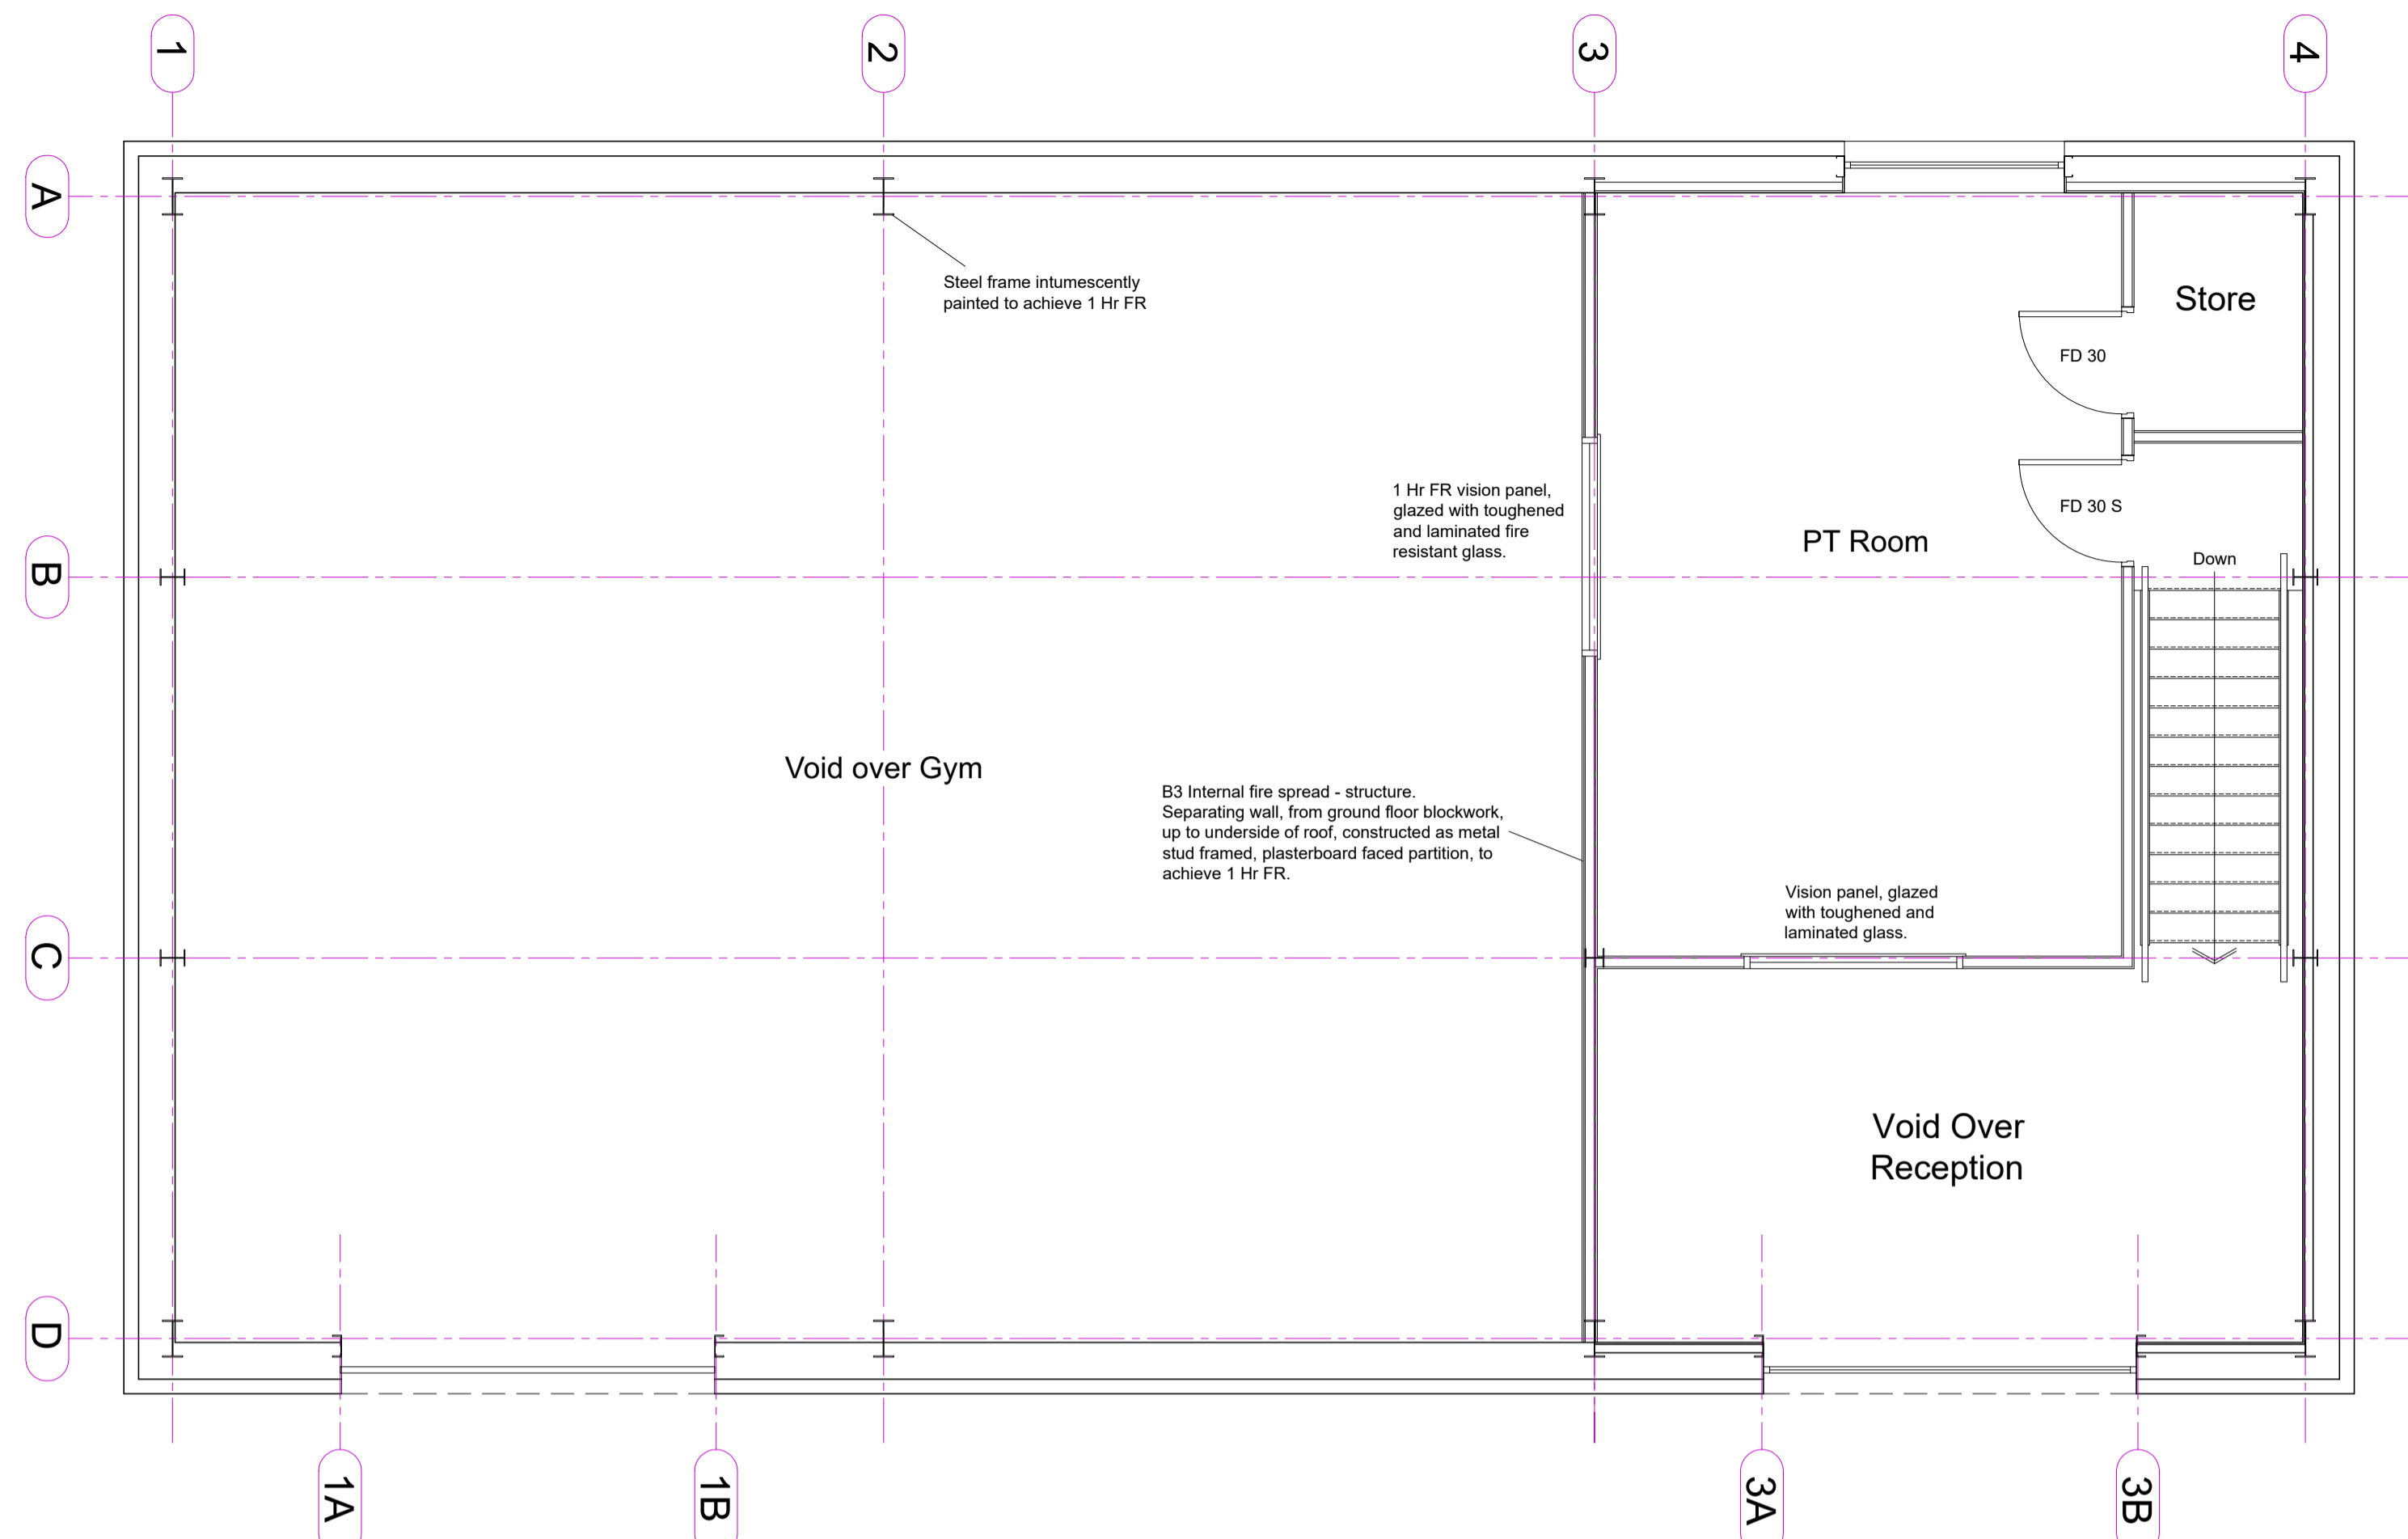 1
2
3
4
A
Steel frame intumescently
painted to achieve 1 Hr FR
Store
FD 30
1 Hr FR vision panel,
glazed with toughened
and laminated fire
resistant glass.
FD 30 S
PT Room
Down
B
Void over Gym
B3 Internal fire spread - structure.
Separating wall, from ground floor blockwork,
up to underside of roof, constructed as metal
stud framed, plasterboard faced partition, to
achieve 1 Hr FR.
Vision panel, glazed
with toughened and
laminated glass.
C
Void Over
Reception
D
1A
1B
3A
3B